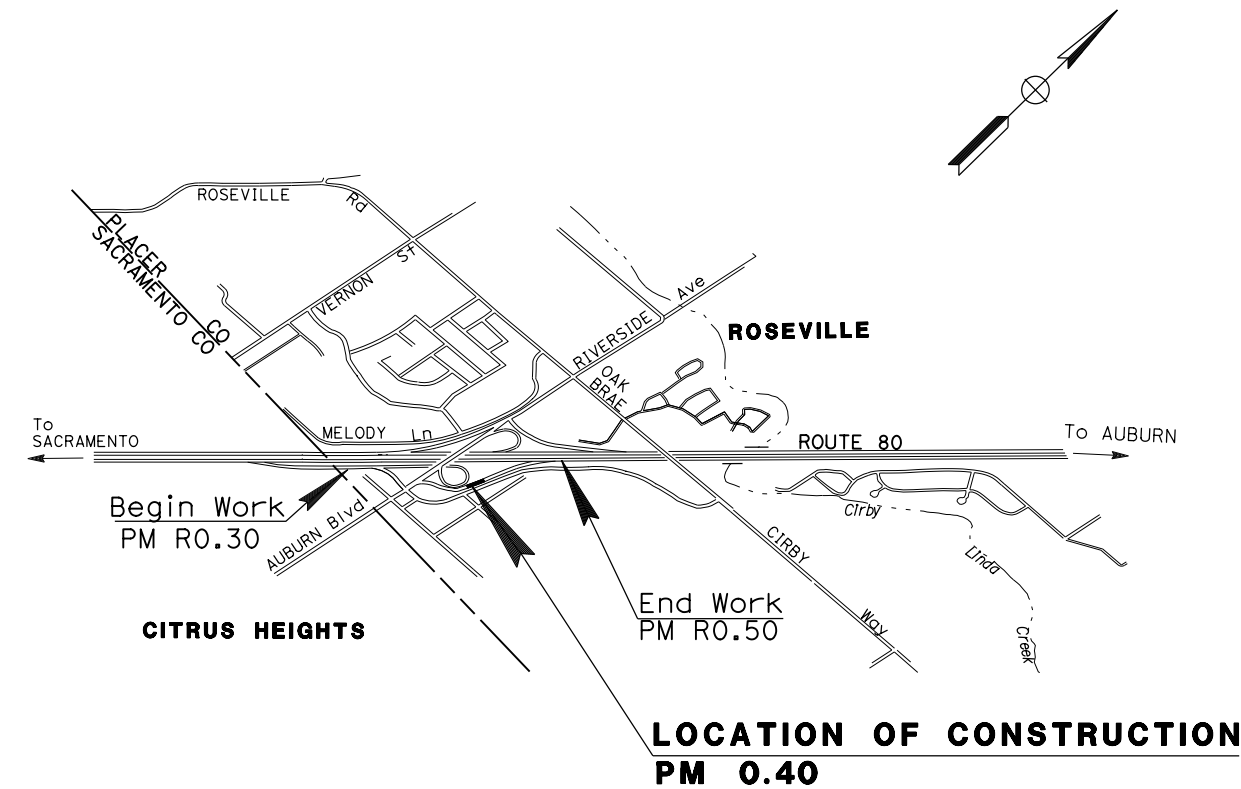 ROSEVILLE
Rd
PLACER CO
SACRAMENTO CO
VERNON St
RIVERSIDE Ave
ROSEVILLE
OAK
BRAE
MELODY Ln
To
SACRAMENTO
ROUTE 80
To AUBURN
Begin Work
PM R0.30
AUBURN Blvd
Cirby
CIRBY Way
Linda
Creek
End Work
PM R0.50
CITRUS HEIGHTS
LOCATION OF CONSTRUCTION
PM 0.40